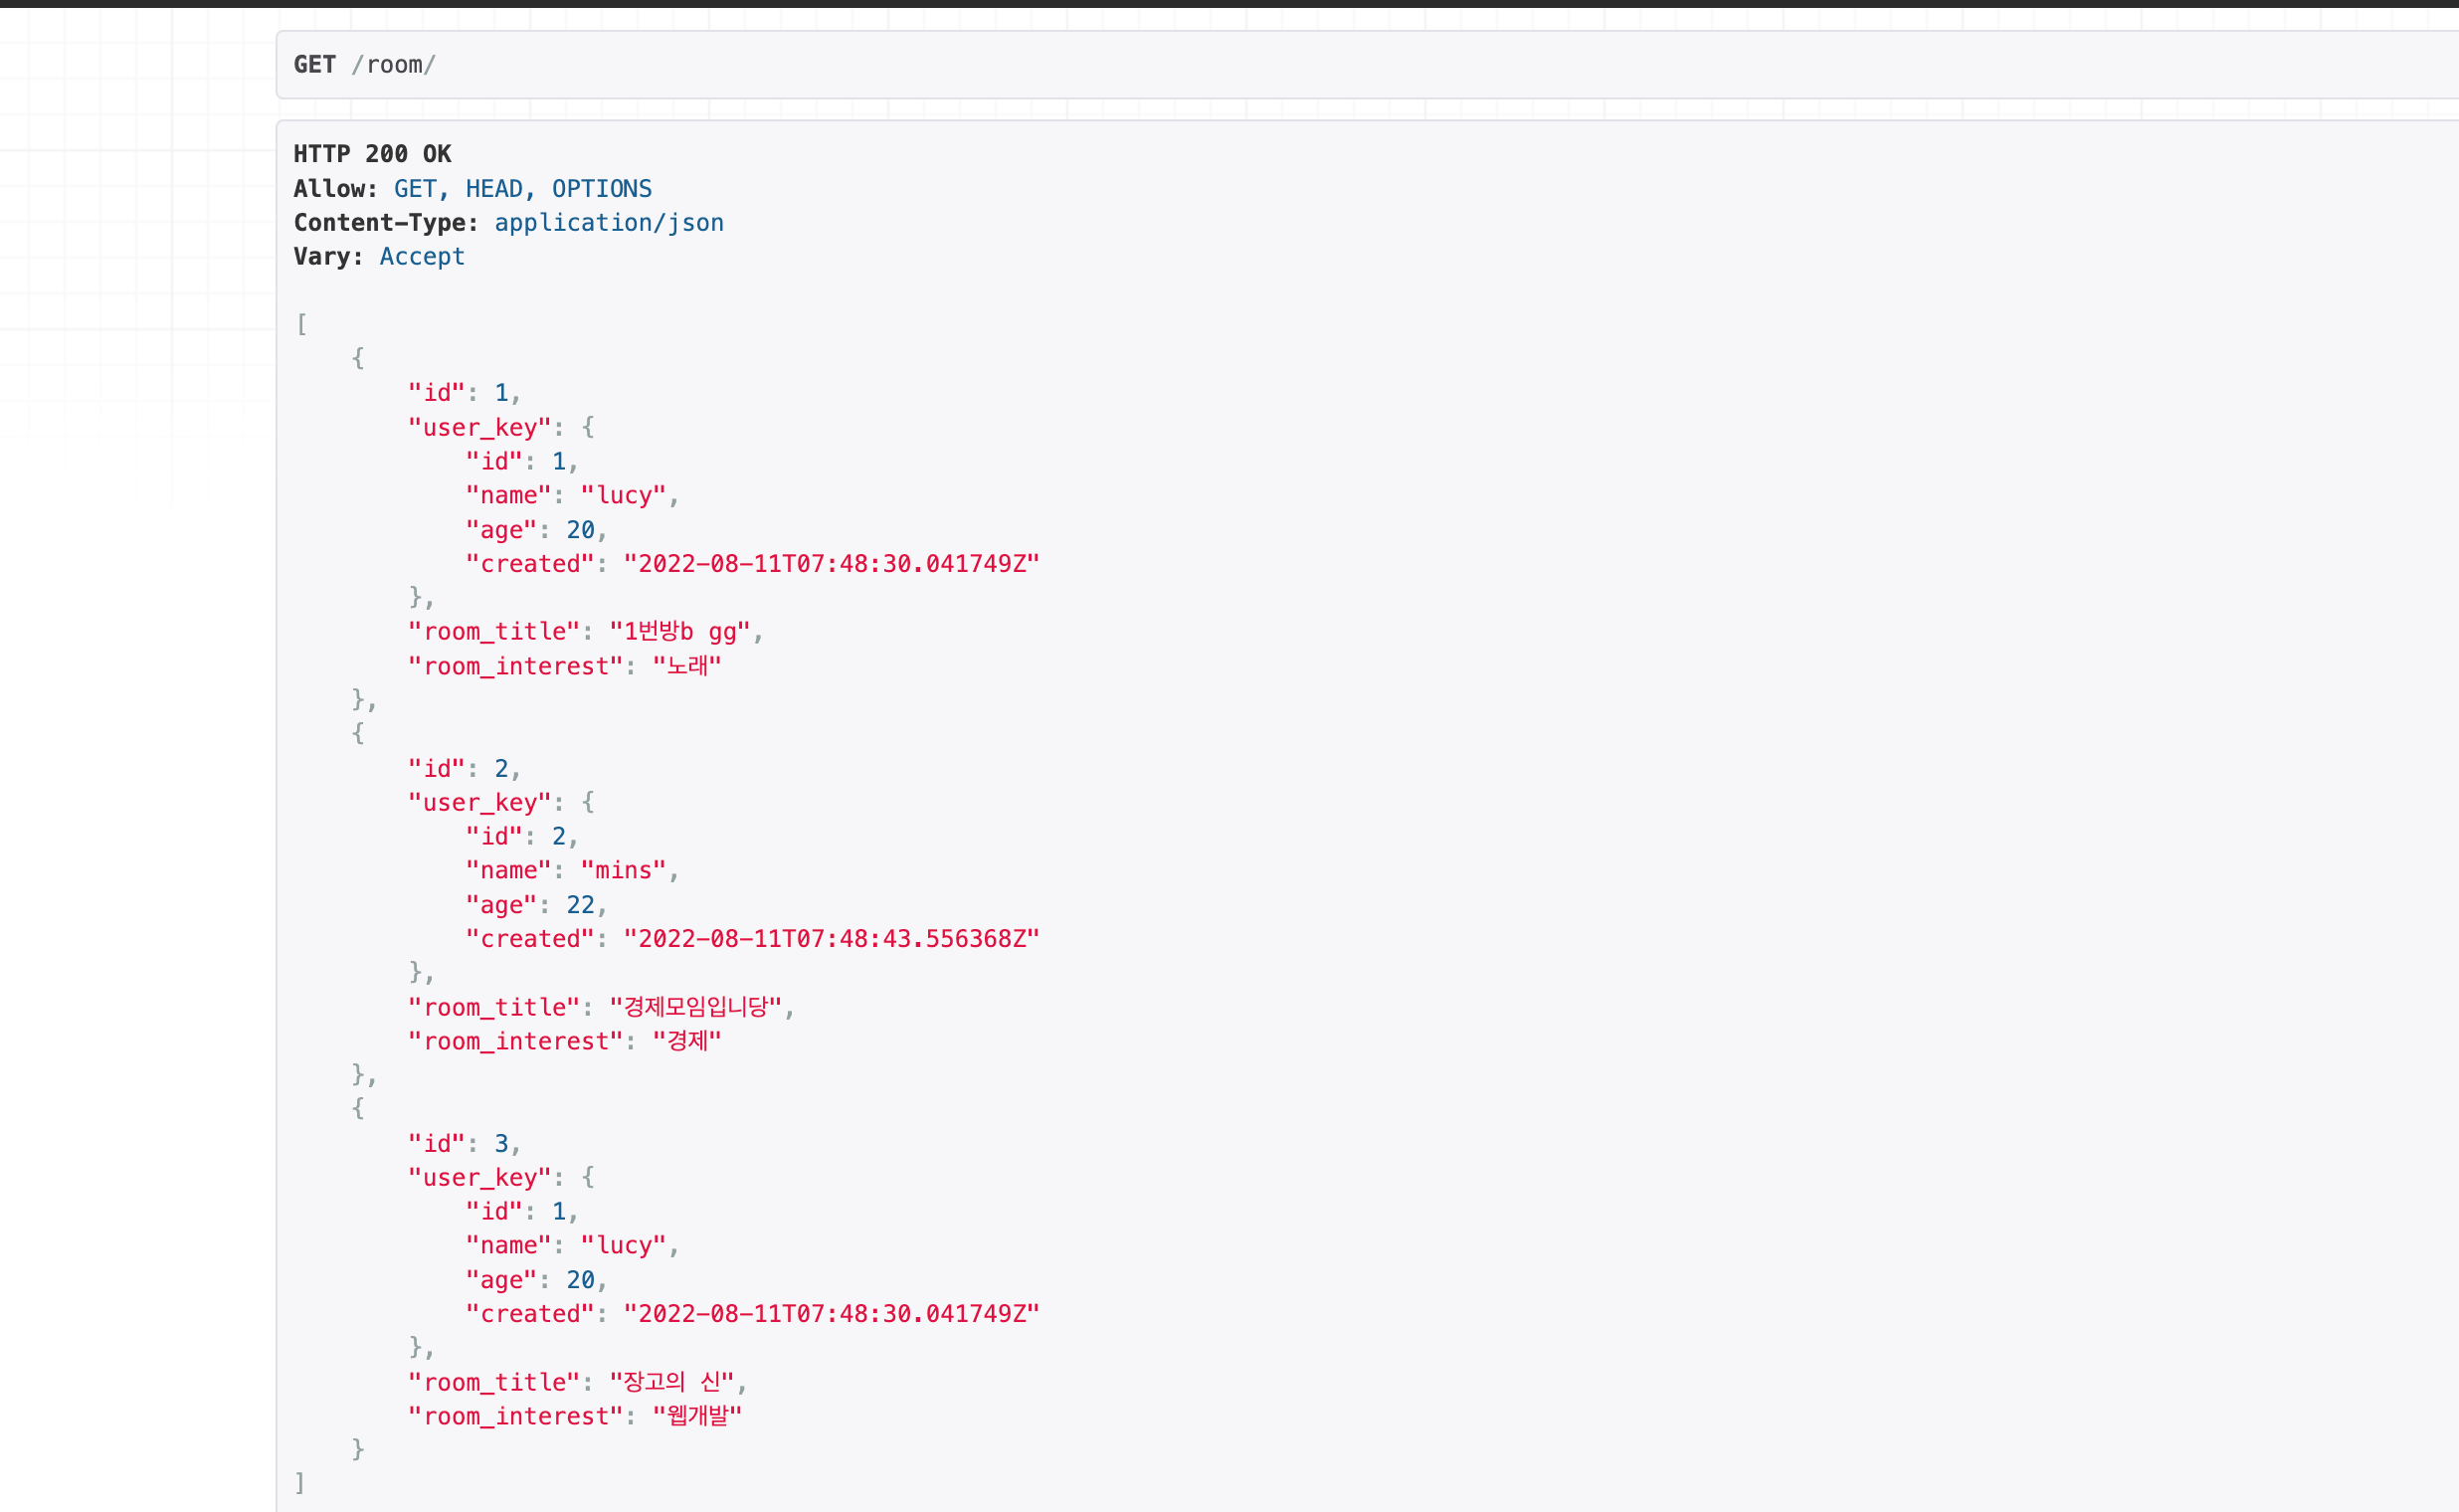 GET /room/
HTTP 200 OK
Allow: GET, HEAD, OPTIONS
Content-Type: application/json
Vary: Accept
[
    {
        "id": 1,
        "user_key": {
            "id": 1,
            "name": "lucy",
            "age": 20,
            "created": "2022-08-11T07:48:30.041749Z"
        },
        "room_title": "1번방b gg",
        "room_interest": "노래"
    },
    {
        "id": 2,
        "user_key": {
            "id": 2,
            "name": "mins",
            "age": 22,
            "created": "2022-08-11T07:48:43.556368Z"
        },
        "room_title": "경제모임입니당",
        "room_interest": "경제"
    },
    {
        "id": 3,
        "user_key": {
            "id": 1,
            "name": "lucy",
            "age": 20,
            "created": "2022-08-11T07:48:30.041749Z"
        },
        "room_title": "장고의 신",
        "room_interest": "웹개발"
    }
]